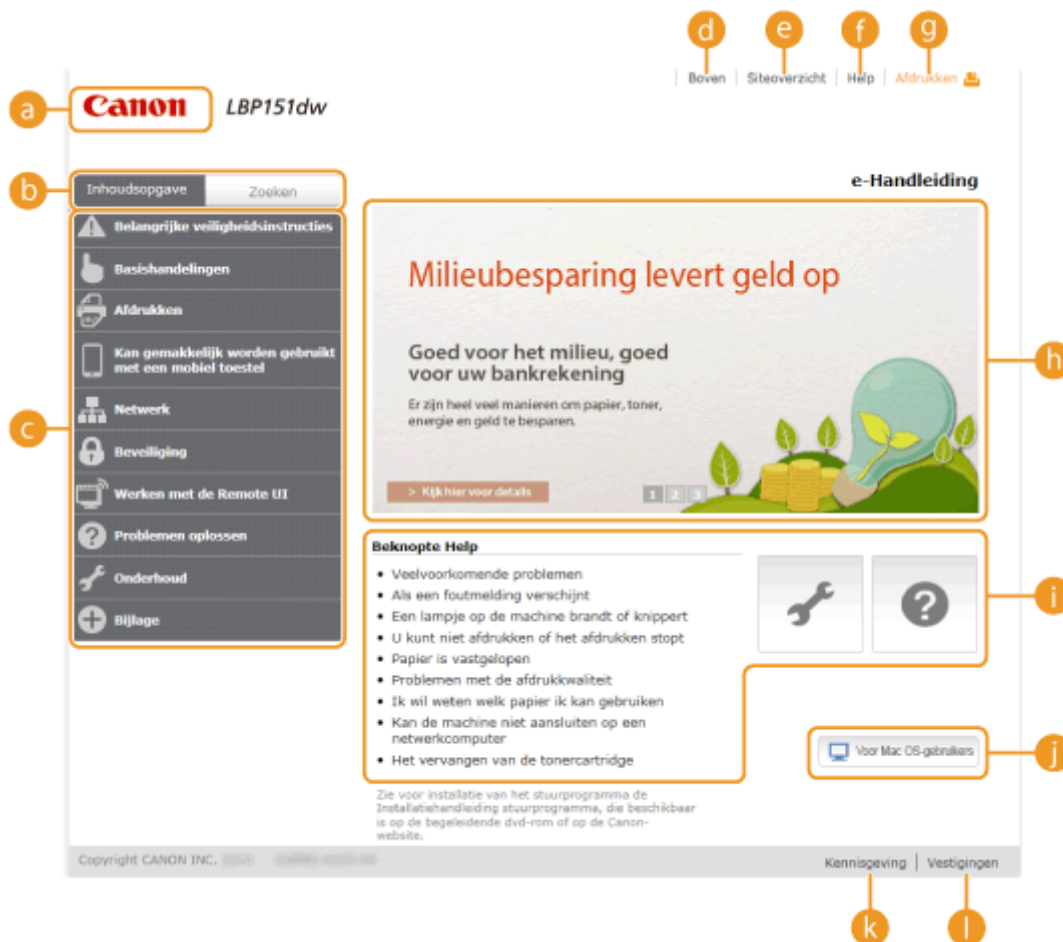 d e f g
Boven Siteoverzicht Help Afdrukken
a Canon LBP151dw
b Inhoudsopgave Zoeken
e-Handleiding
c
Belangrijke veiligheidsinstructies
Basishandelingen
Afdrukken
Kan gemakkelijk worden gebruikt
met een mobiel toestel
Netwerk
Beveiliging
Werken met de Remote UI
Problemen oplossen
Onderhoud
Bijlage
Milieubesparing levert geld op
Goed voor het milieu, goed
voor uw bankrekening
Er zijn heel veel manieren om papier, toner,
energie en geld te besparen.
> Kijk hier voor details
1 2 3
h
Beknopte Help
• Veelvoorkomende problemen
• Als een foutmelding verschijnt
• Een lampje op de machine brandt of knippert
• U kunt niet afdrukken of het afdrukken stopt
• Papier is vastgelopen
• Problemen met de afdrukkwaliteit
• Ik wil weten welk papier ik kan gebruiken
• Kan de machine niet aansluiten op een
netwerkcomputer
• Het vervangen van de tonercartridge
i
Voor Mac OS-gebruikers
j
Zie voor installatie van het stuurprogramma de
Installatiehandleiding stuurprogramma, die beschikbaar
is op de begeleidende dvd-rom of op de Canon-
website.
Copyright CANON INC.
Kennisgeving Vestigingen
k l